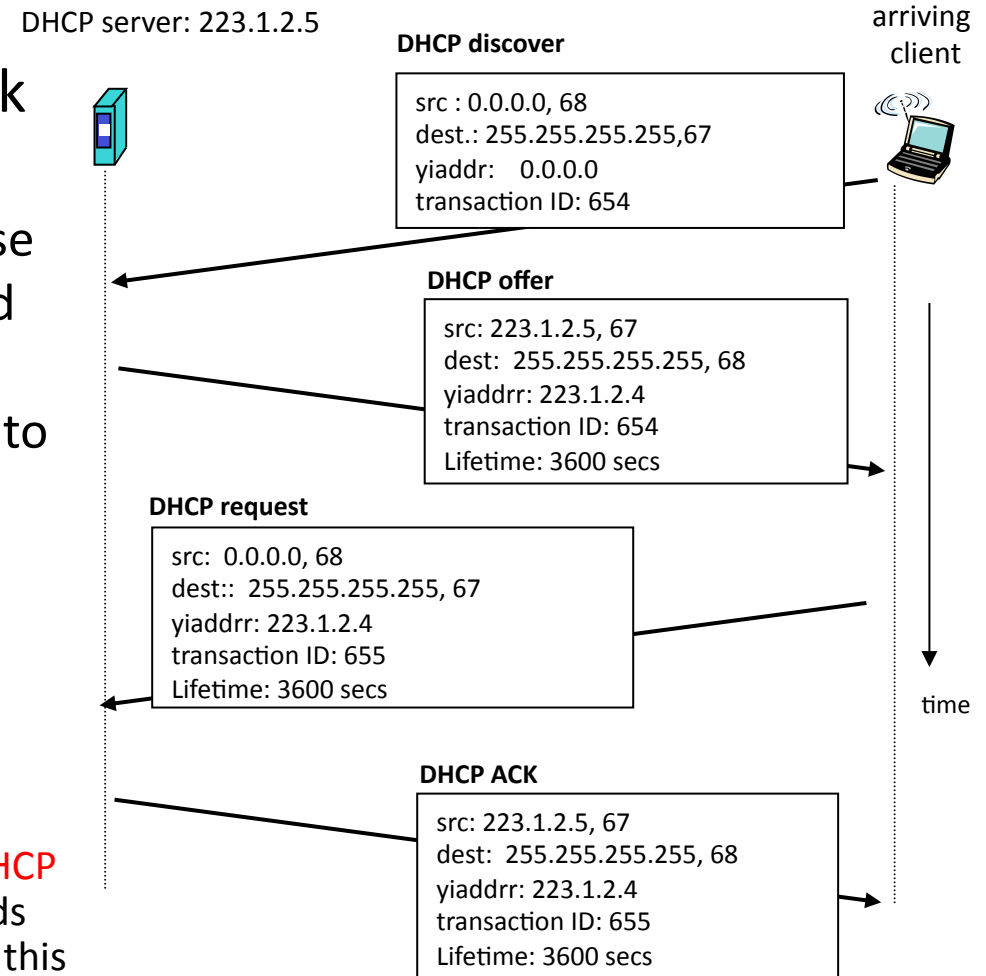 DHCP server: 223.1.2.5
arriving
client
k
se
d
to
HCP
ds
this
DHCP discover
src : 0.0.0.0, 68
dest.: 255.255.255.255,67
yiaddr: 0.0.0.0
transaction ID: 654
DHCP offer
src: 223.1.2.5, 67
dest: 255.255.255.255, 68
yiaddrr: 223.1.2.4
transaction ID: 654
Lifetime: 3600 secs
DHCP request
src: 0.0.0.0, 68
dest:: 255.255.255.255, 67
yiaddrr: 223.1.2.4
transaction ID: 655
Lifetime: 3600 secs
time
DHCP ACK
src: 223.1.2.5, 67
dest: 255.255.255.255, 68
yiaddrr: 223.1.2.4
transaction ID: 655
Lifetime: 3600 secs